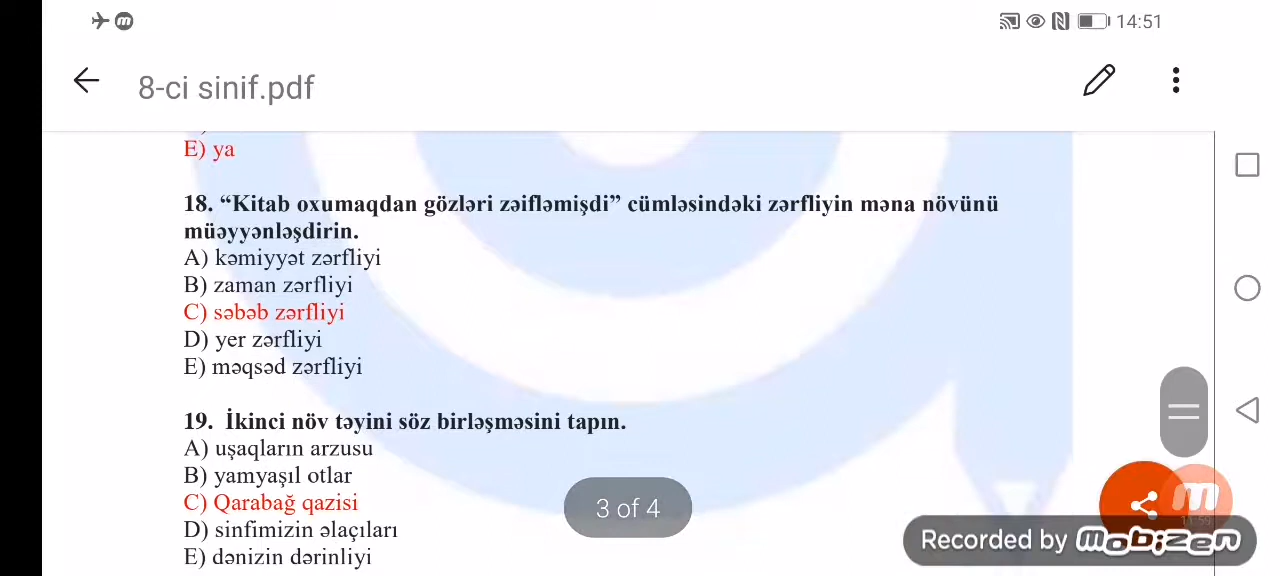 14:51
8-ci sinif.pdf
E) ya
18. “Kitab oxumaqdan gözləri zəifləmişdi” cümləsindəki zərfliyin məna növünü
müəyyənləşdirin.
A) kəmiyyət zərfliyi
B) zaman zərfliyi
C) səbəb zərfliyi
D) yer zərfliyi
E) məqsəd zərfliyi
19. İkinci növ təyini söz birləşməsini tapın.
A) uşaqların arzusu
B) yamyaşıl otlar
C) Qarabağ qazisi
D) sinfimizin əlaçıları
E) dənizin dərinliyi
3 of 4
Recorded by mobizen